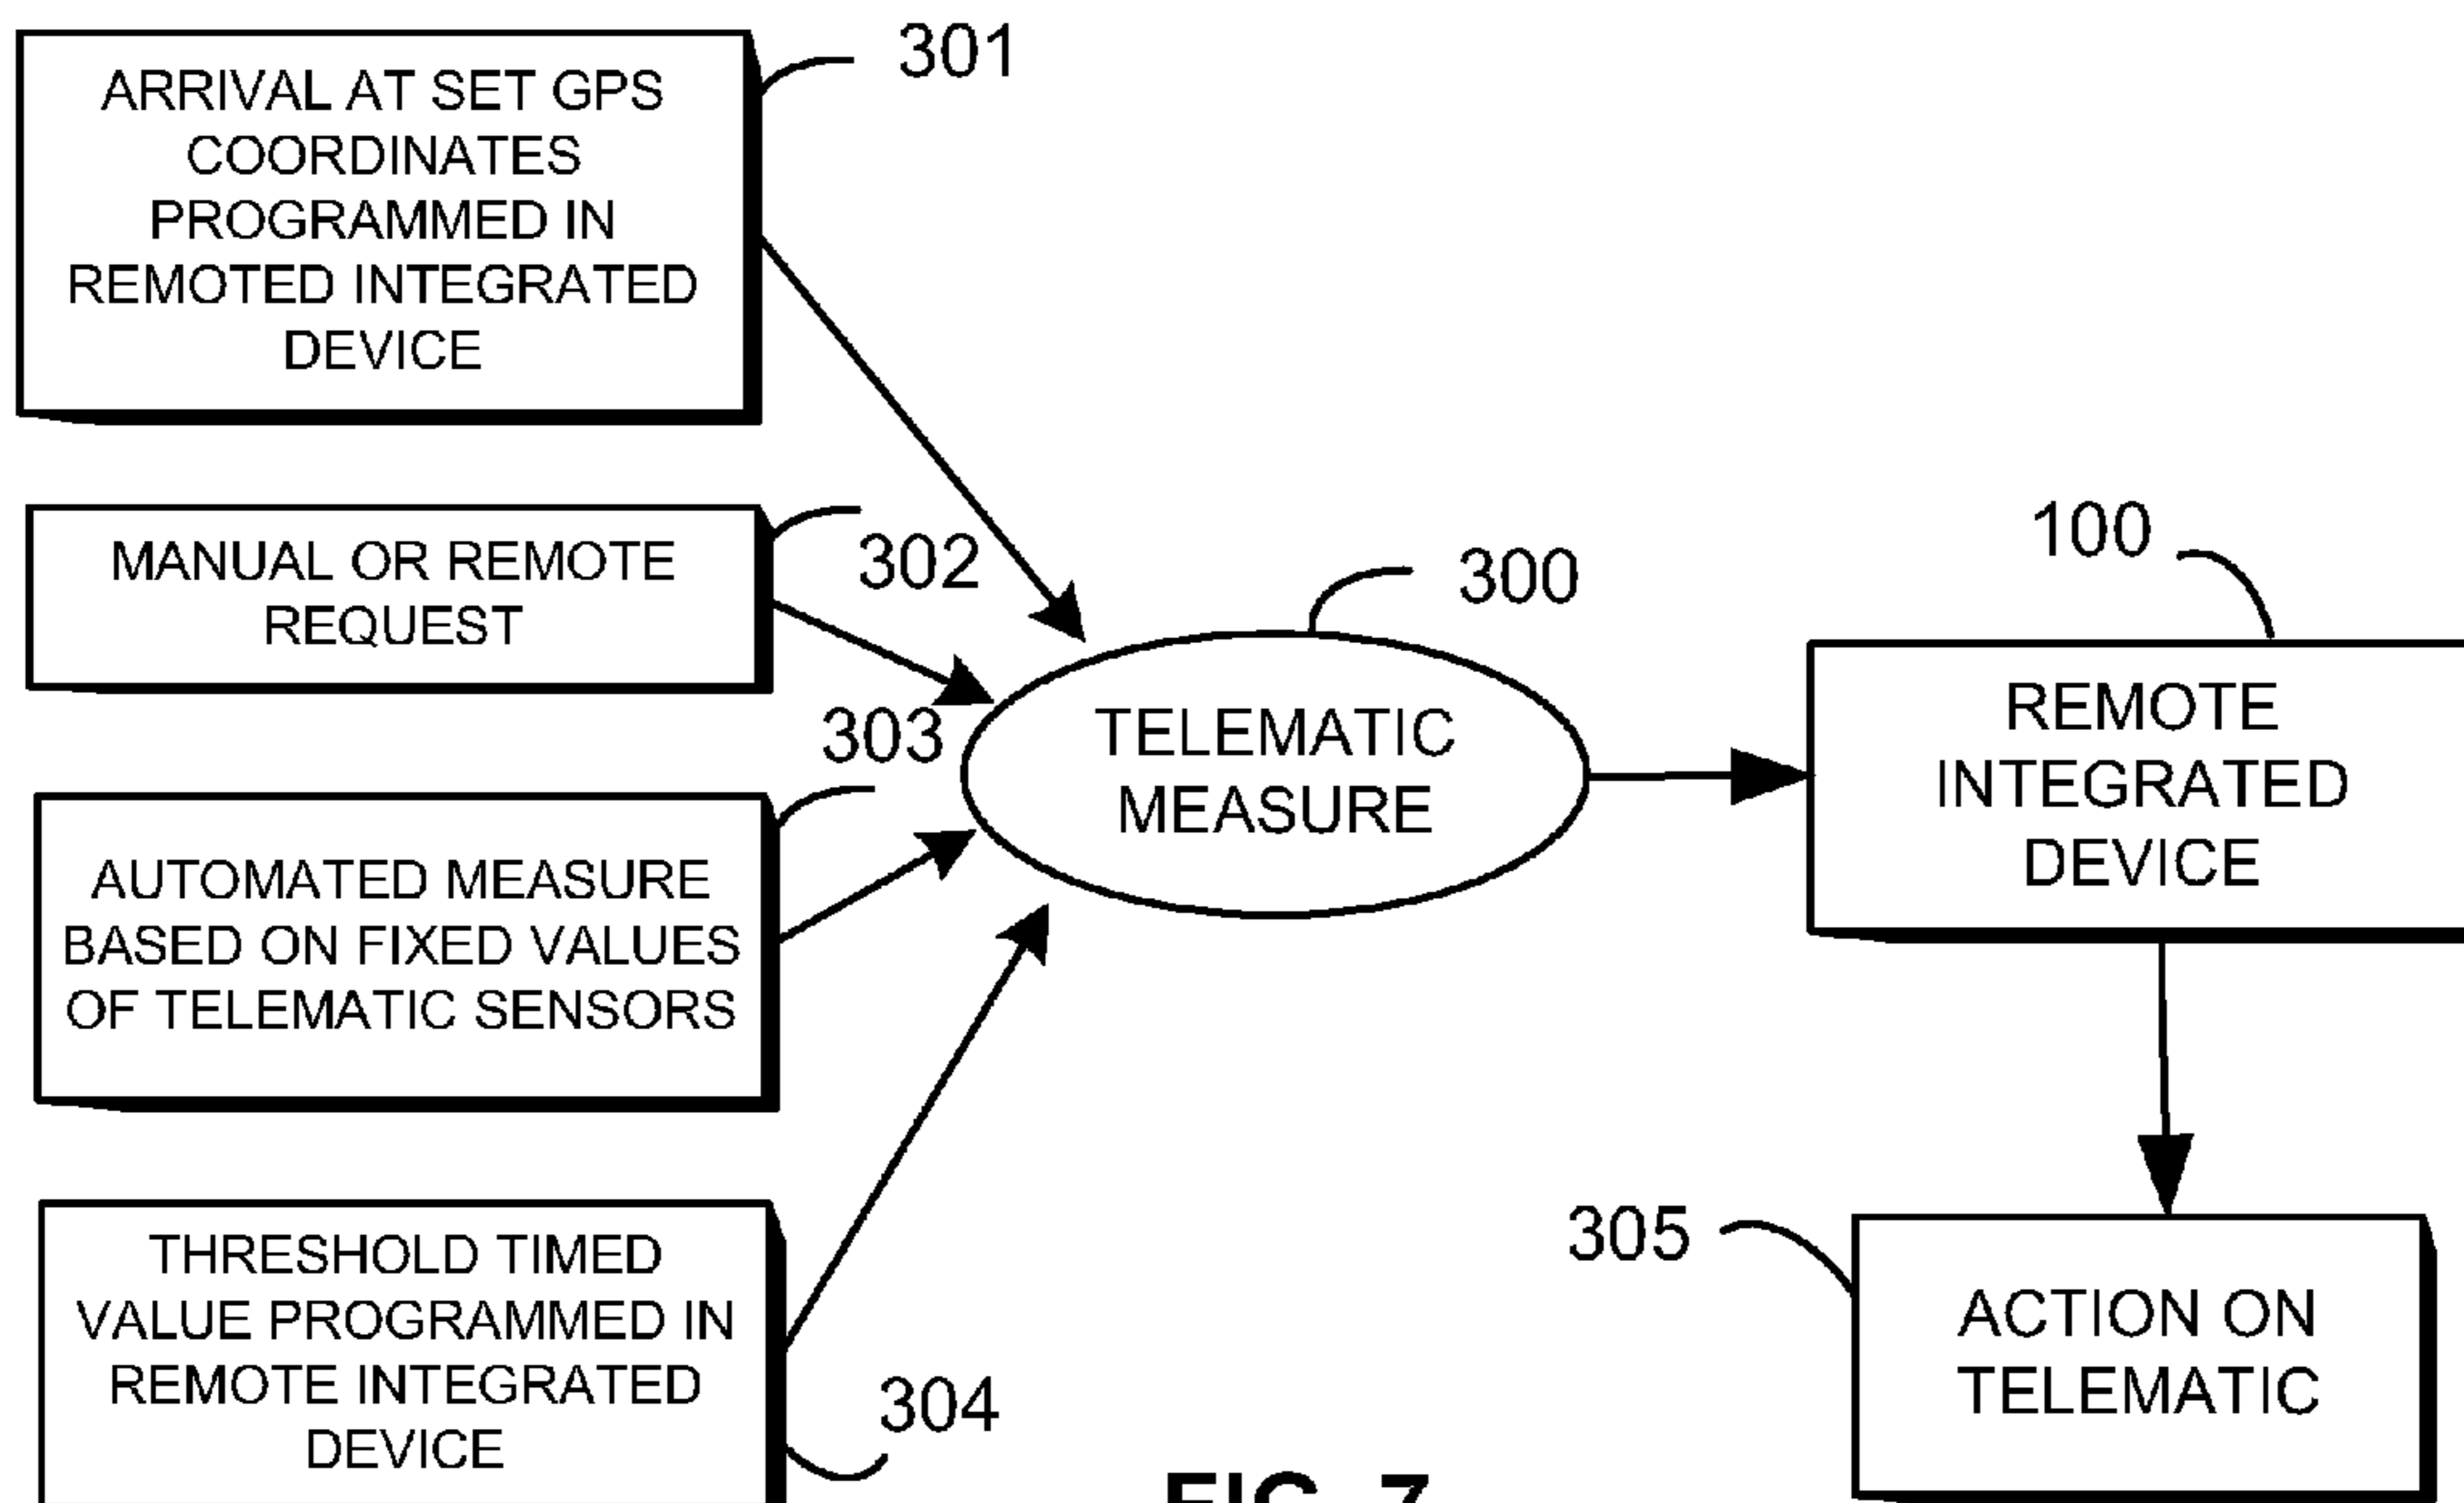 301
ARRIVAL AT SET GPS
COORDINATES
PROGRAMMED IN
REMOTED INTEGRATED
DEVICE
302
MANUAL OR REMOTE
REQUEST
303
AUTOMATED MEASURE
BASED ON FIXED VALUES
OF TELEMATIC SENSORS
304
THRESHOLD TIMED
VALUE PROGRAMMED IN
REMOTE INTEGRATED
DEVICE
300
TELEMATIC
MEASURE
100
REMOTE
INTEGRATED
DEVICE
305
ACTION ON
TELEMATIC
FIG. 7